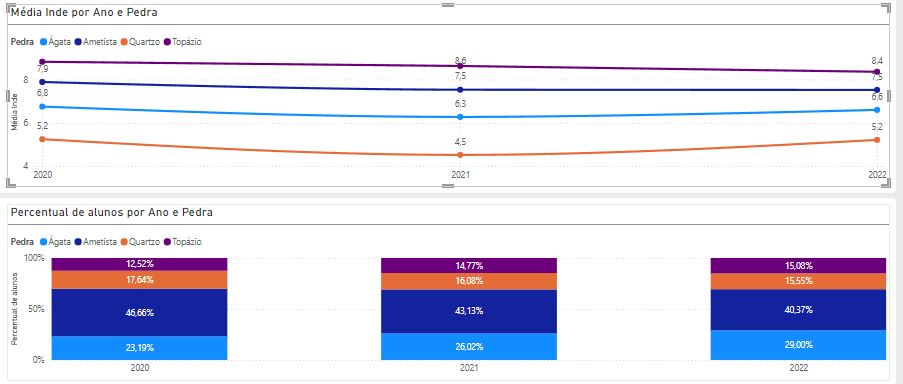 Média Inde por Ano e Pedra
Pedra Ágata Ametista Quartzo Topázio
8,6 8,4
7,9 7,5 7,5
8
6,8 6,3 6,6
6
5,2 4,5 5,2
4
Média Inde
2020 2021 2022
Percentual de alunos por Ano e Pedra
Pedra Ágata Ametista Quartzo Topázio
100%
12,52% 14,77% 15,08%
17,64% 16,08% 15,55%
50%
46,66% 43,13% 40,37%
23,19% 26,02% 29,00%
0%
Percentual de alunos
2020 2021 2022